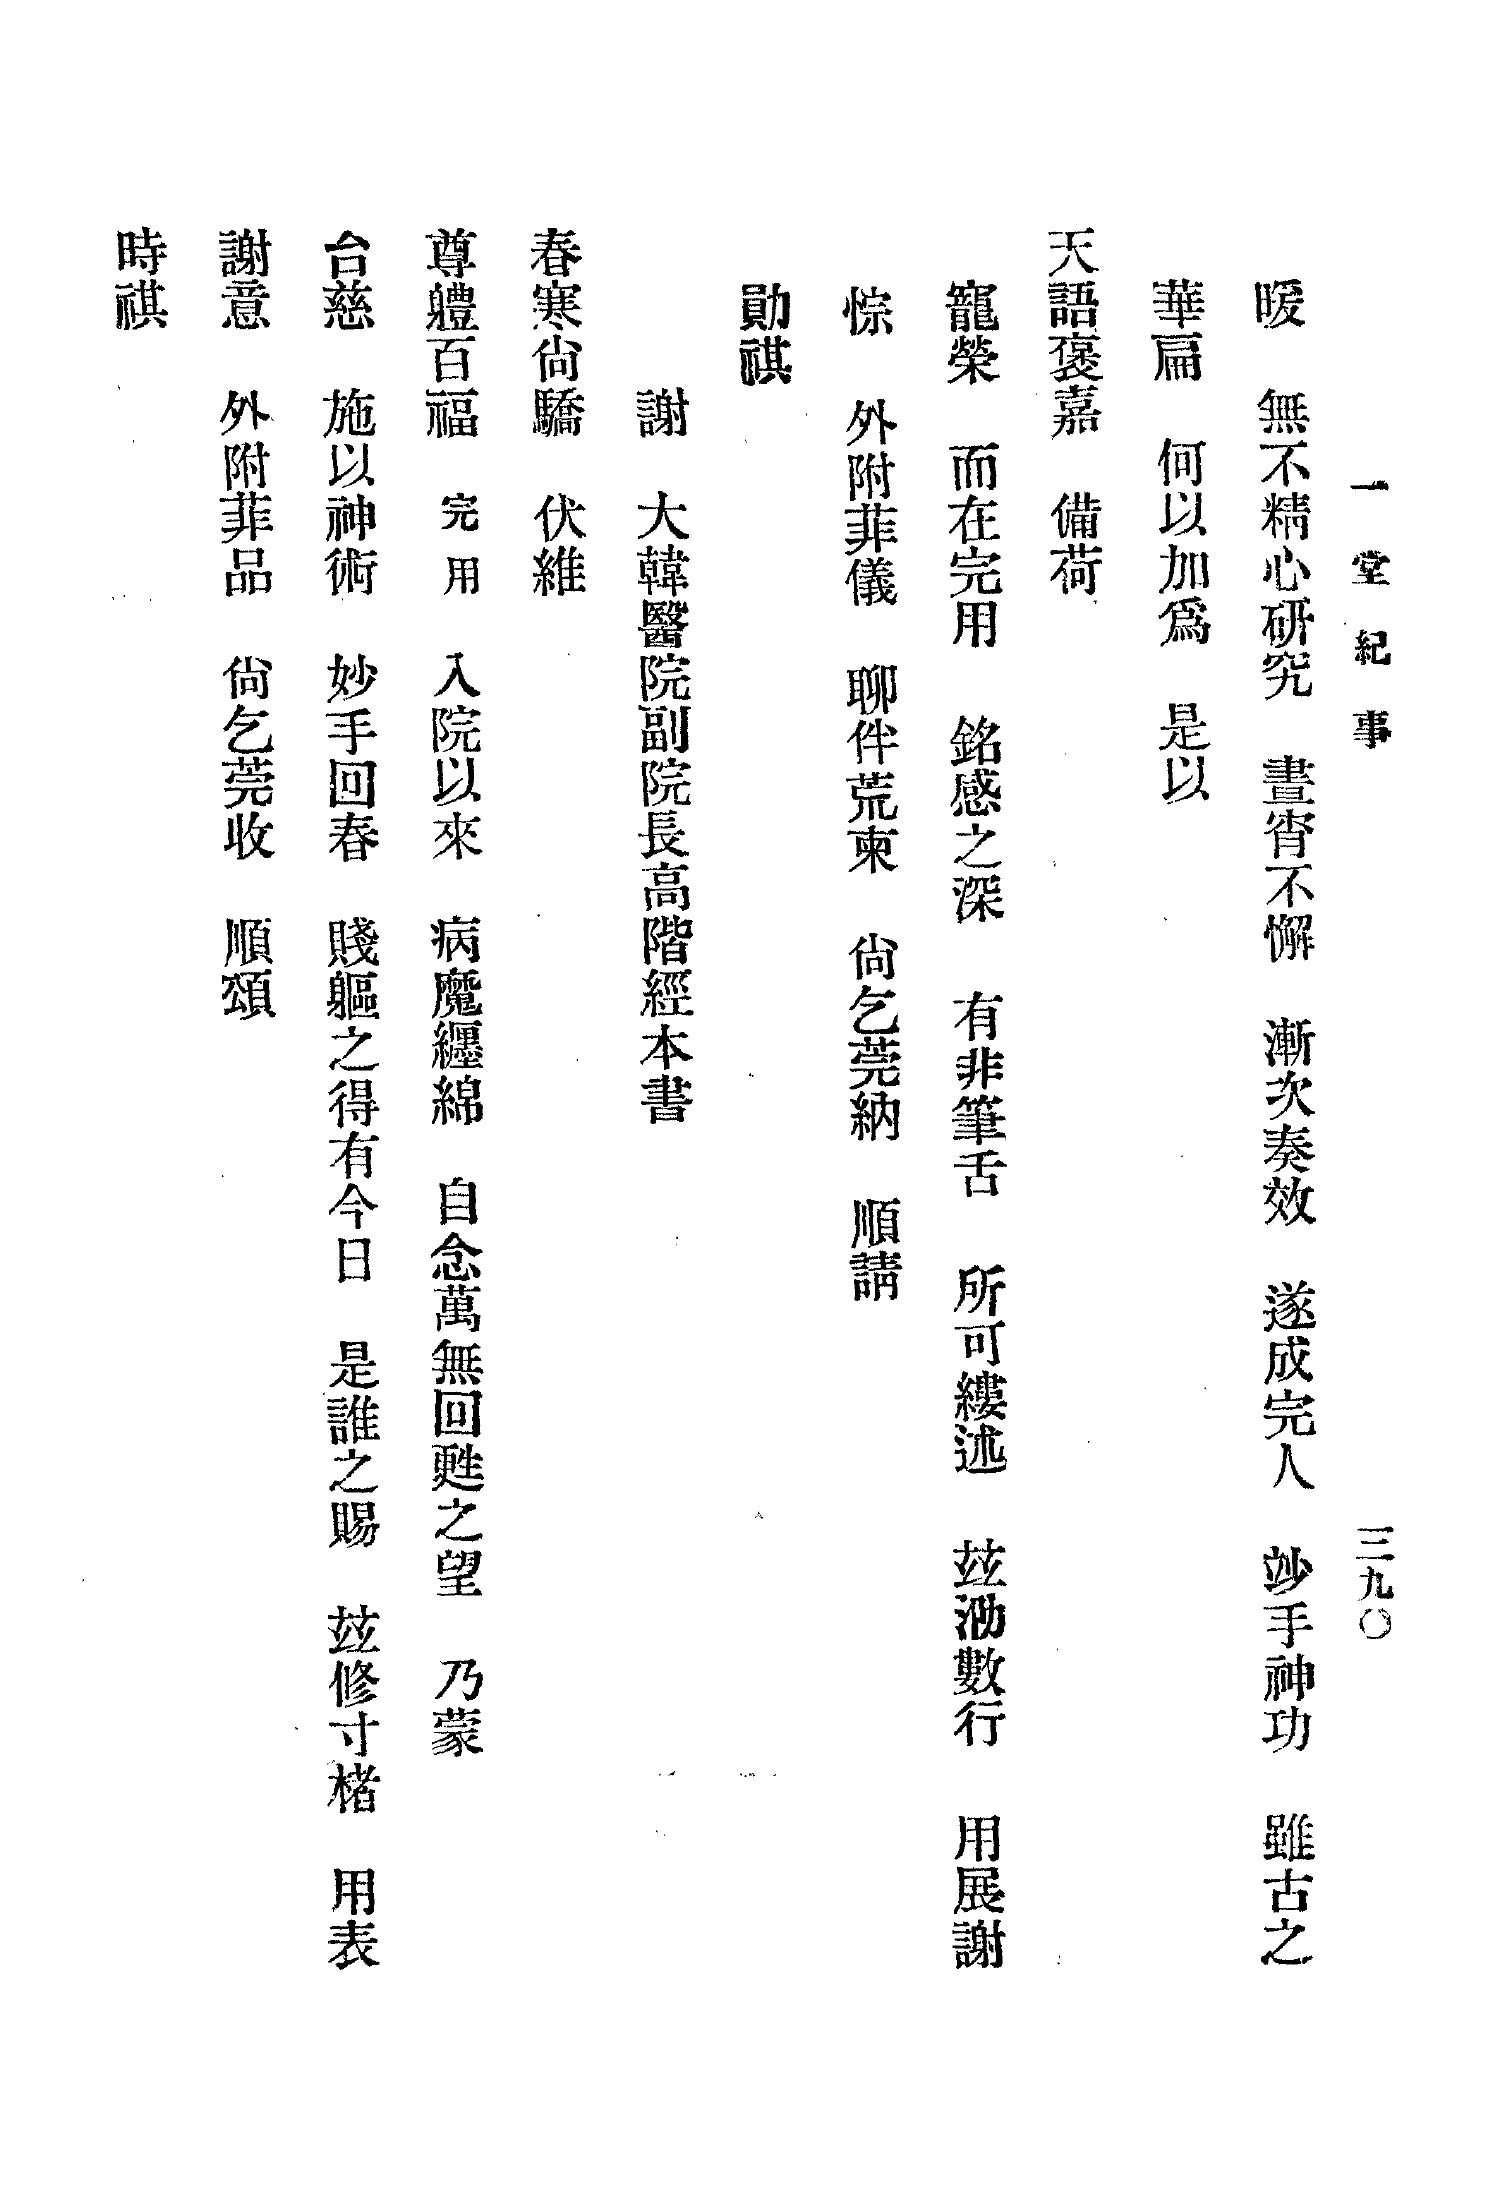 一堂紀事 三九〇
暖 無不精心研究 晝宵不懈 漸次奏效 遂成完人 竗手神功 雖古之
華扁 何以加爲 是以
天語褒嘉 備荷
寵榮 而在完用 銘感之深 有非筆舌 所可縷述 玆泐數行 用展謝
悰 外附菲儀 聊伴荒柬 尙乞莞納 順請
勛祺
謝 大韓醫院副院長高階經本書
春寒尙驕 伏維
尊軆百福 完用 入院以來 病魔纒綿 自念萬無回甦之望 乃蒙
台慈 施以神術 妙手回春 賤軀之得有今日 是誰之賜 玆修寸楮 用表
謝意 外附菲品 尙乞莞收 順頌
時祺